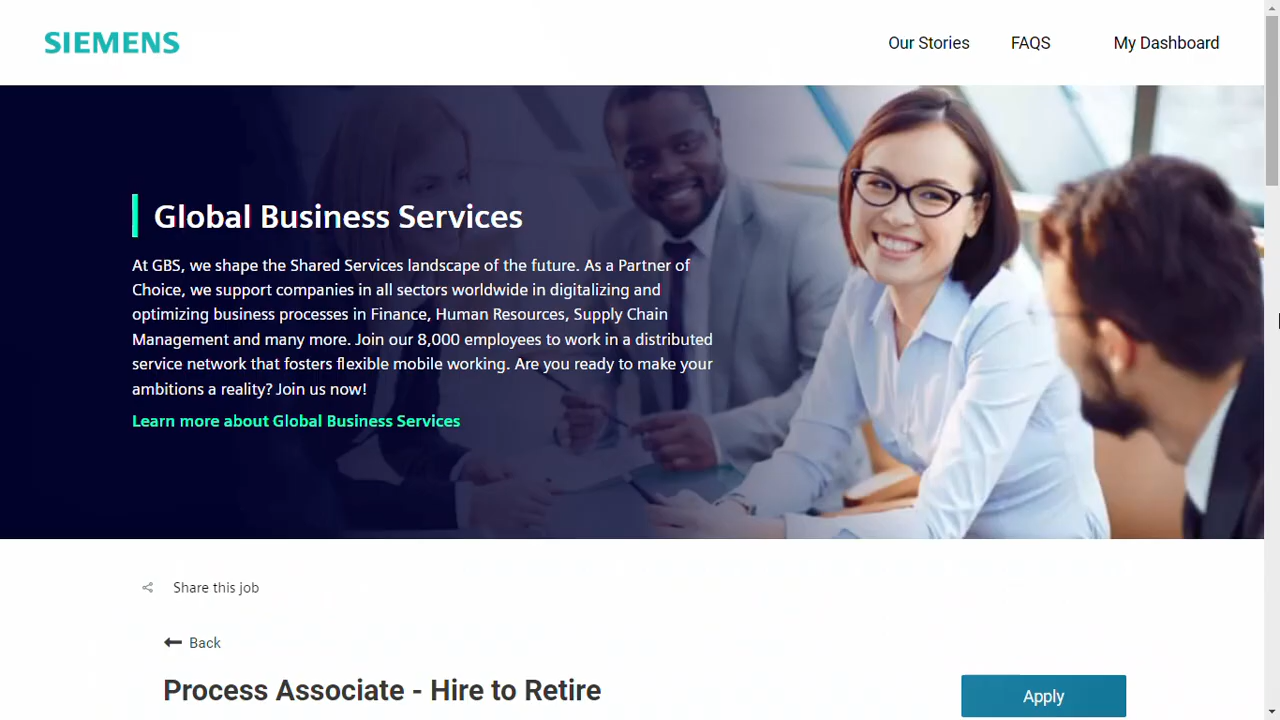 SIEMENS
Our Stories
FAQS
My Dashboard
Global Business Services
At GBS, we shape the Shared Services landscape of the future. As a Partner of
Choice, we support companies in all sectors worldwide in digitalizing and
optimizing business processes in Finance, Human Resources, Supply Chain
Management and many more. Join our 8,000 employees to work in a distributed
service network that fosters flexible mobile working. Are you ready to make your
ambitions a reality? Join us now!
Learn more about Global Business Services
Share this job
Back
Process Associate - Hire to Retire
Apply